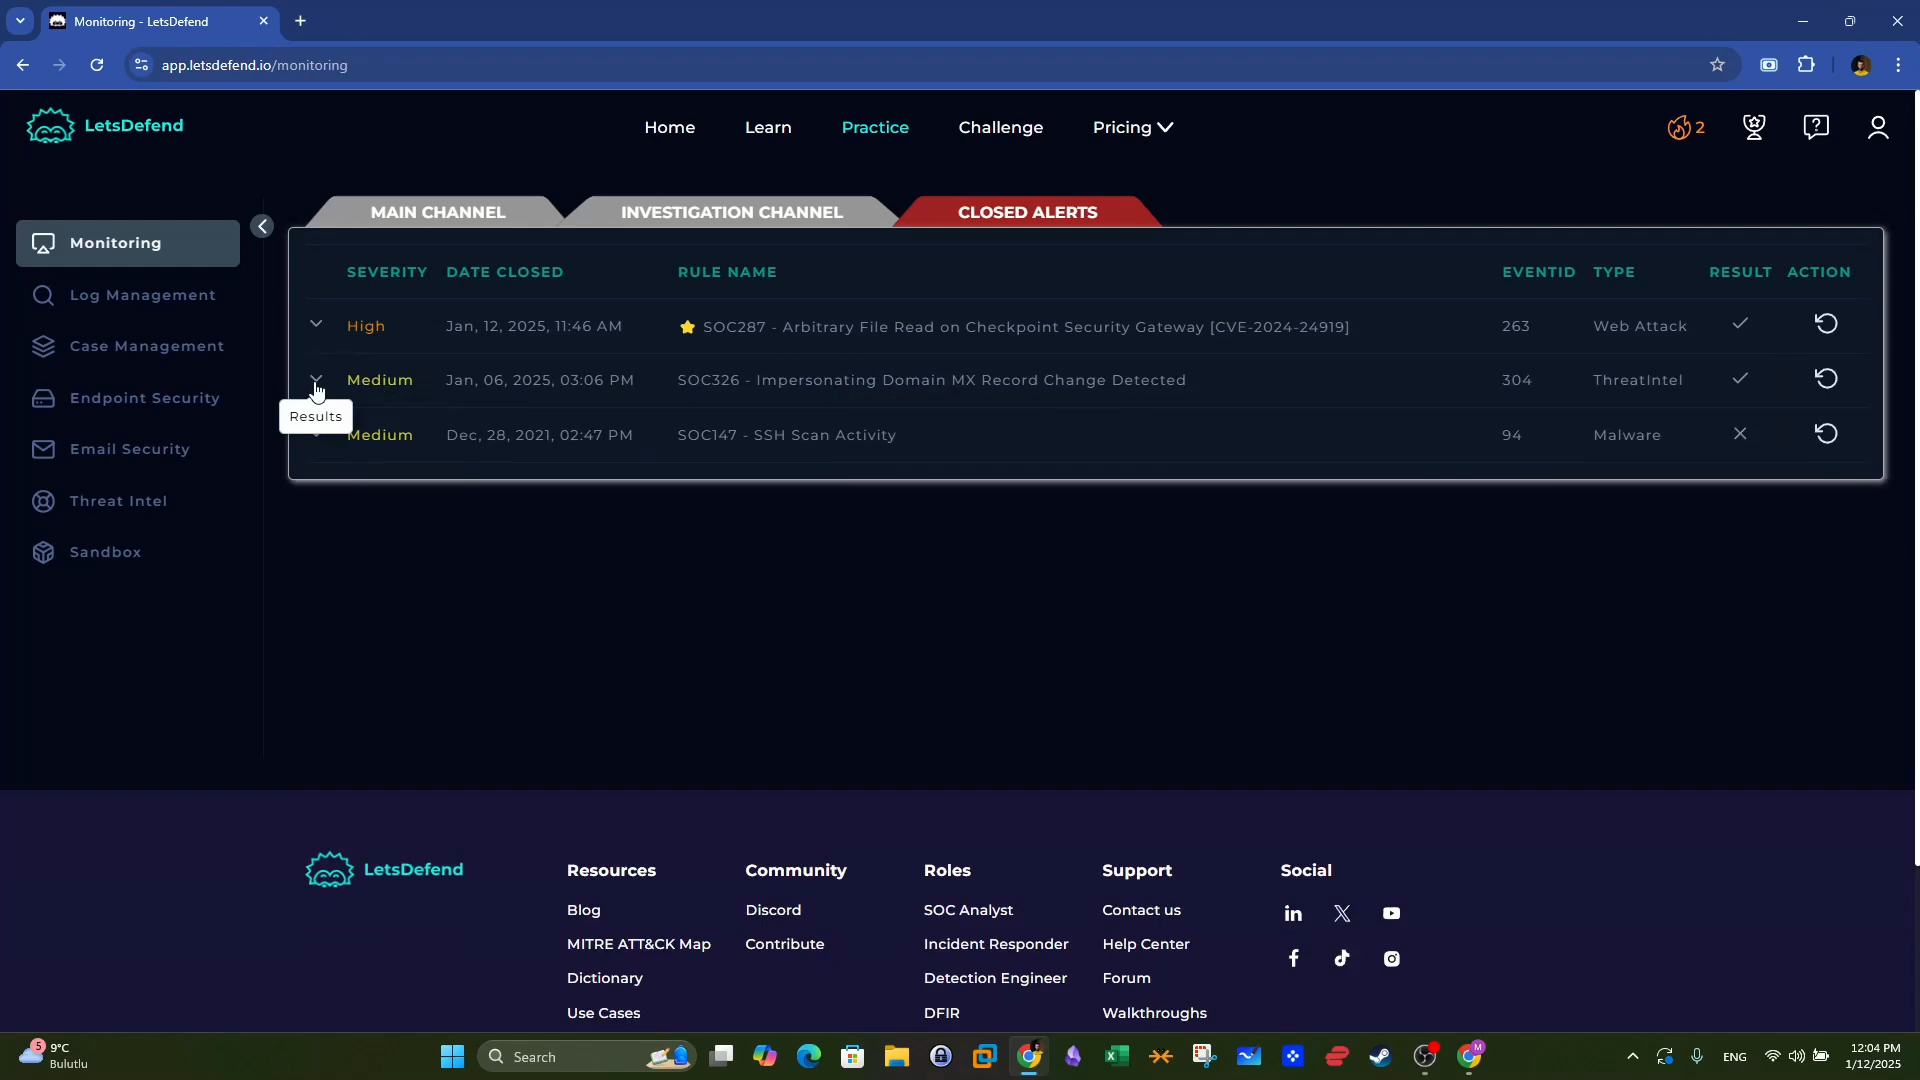 Monitoring - LetsDefend
app.letsdefend.io/monitoring
LetsDefend
Home
Learn
Practice
Challenge
Pricing
2
MAIN CHANNEL
INVESTIGATION CHANNEL
CLOSED ALERTS
Monitoring
Log Management
Case Management
Endpoint Security
Email Security
Threat Intel
Sandbox
SEVERITY DATE CLOSED RULE NAME EVENTID TYPE RESULT ACTION
High Jan, 12, 2025, 11:46 AM SOC287 - Arbitrary File Read on Checkpoint Security Gateway [CVE-2024-24919] 263 Web Attack
Medium Jan, 06, 2025, 03:06 PM SOC326 - Impersonating Domain MX Record Change Detected 304 ThreatIntel
Results
Medium Dec, 28, 2021, 02:47 PM SOC147 - SSH Scan Activity 94 Malware
LetsDefend
Resources
Blog
MITRE ATT&CK Map
Dictionary
Use Cases
Community
Discord
Contribute
Roles
SOC Analyst
Incident Responder
Detection Engineer
DFIR
Support
Contact us
Help Center
Forum
Walkthroughs
Social
5
9°C
Bulutlu
Search
M
ENG
12:04 PM
1/12/2025